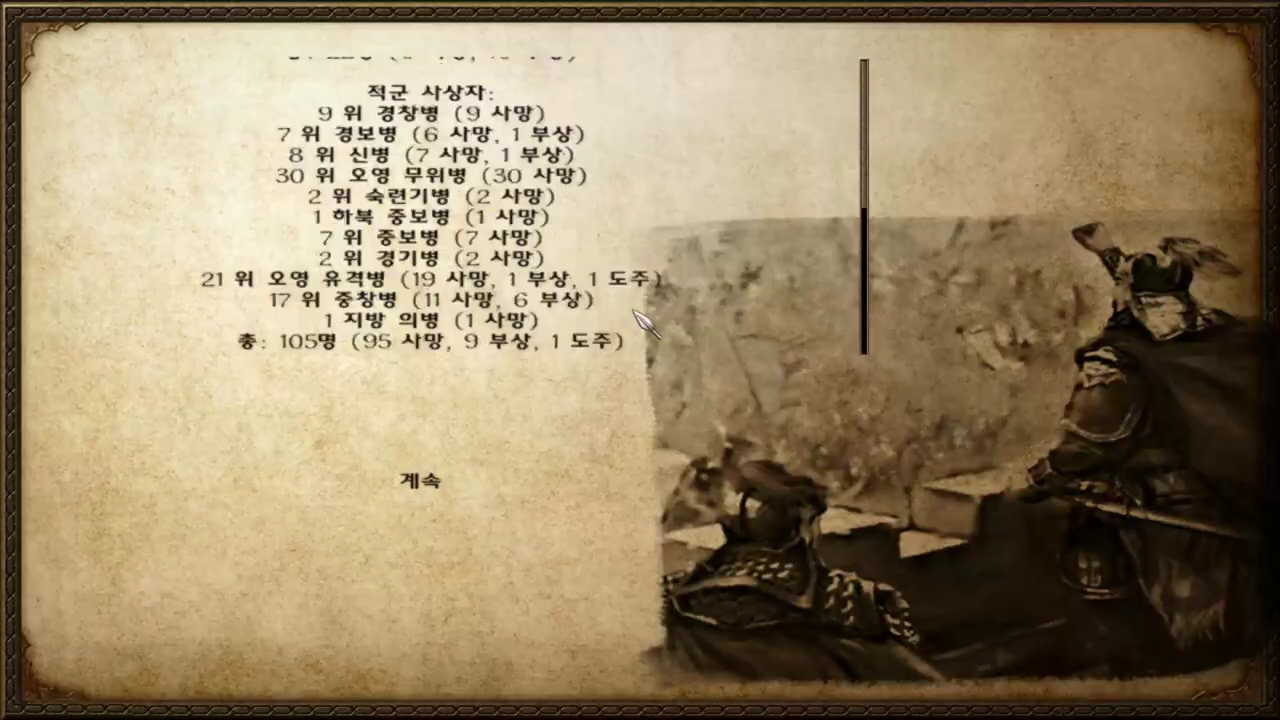 적군 사상자:
9 위 경창병 (9 사망)
7 위 경보병 (6 사망, 1 부상)
8 위 신병 (7 사망, 1 부상)
30 위 오영 무위병 (30 사망)
2 위 숙련기병 (2 사망)
1 하북 중보병 (1 사망)
7 위 중보병 (7 사망)
2 위 경기병 (2 사망)
21 위 오영 유격병 (19 사망, 1 부상, 1 도주)
17 위 중창병 (11 사망, 6 부상)
1 지방 의병 (1 사망)
총: 105명 (95 사망, 9 부상, 1 도주)
계속